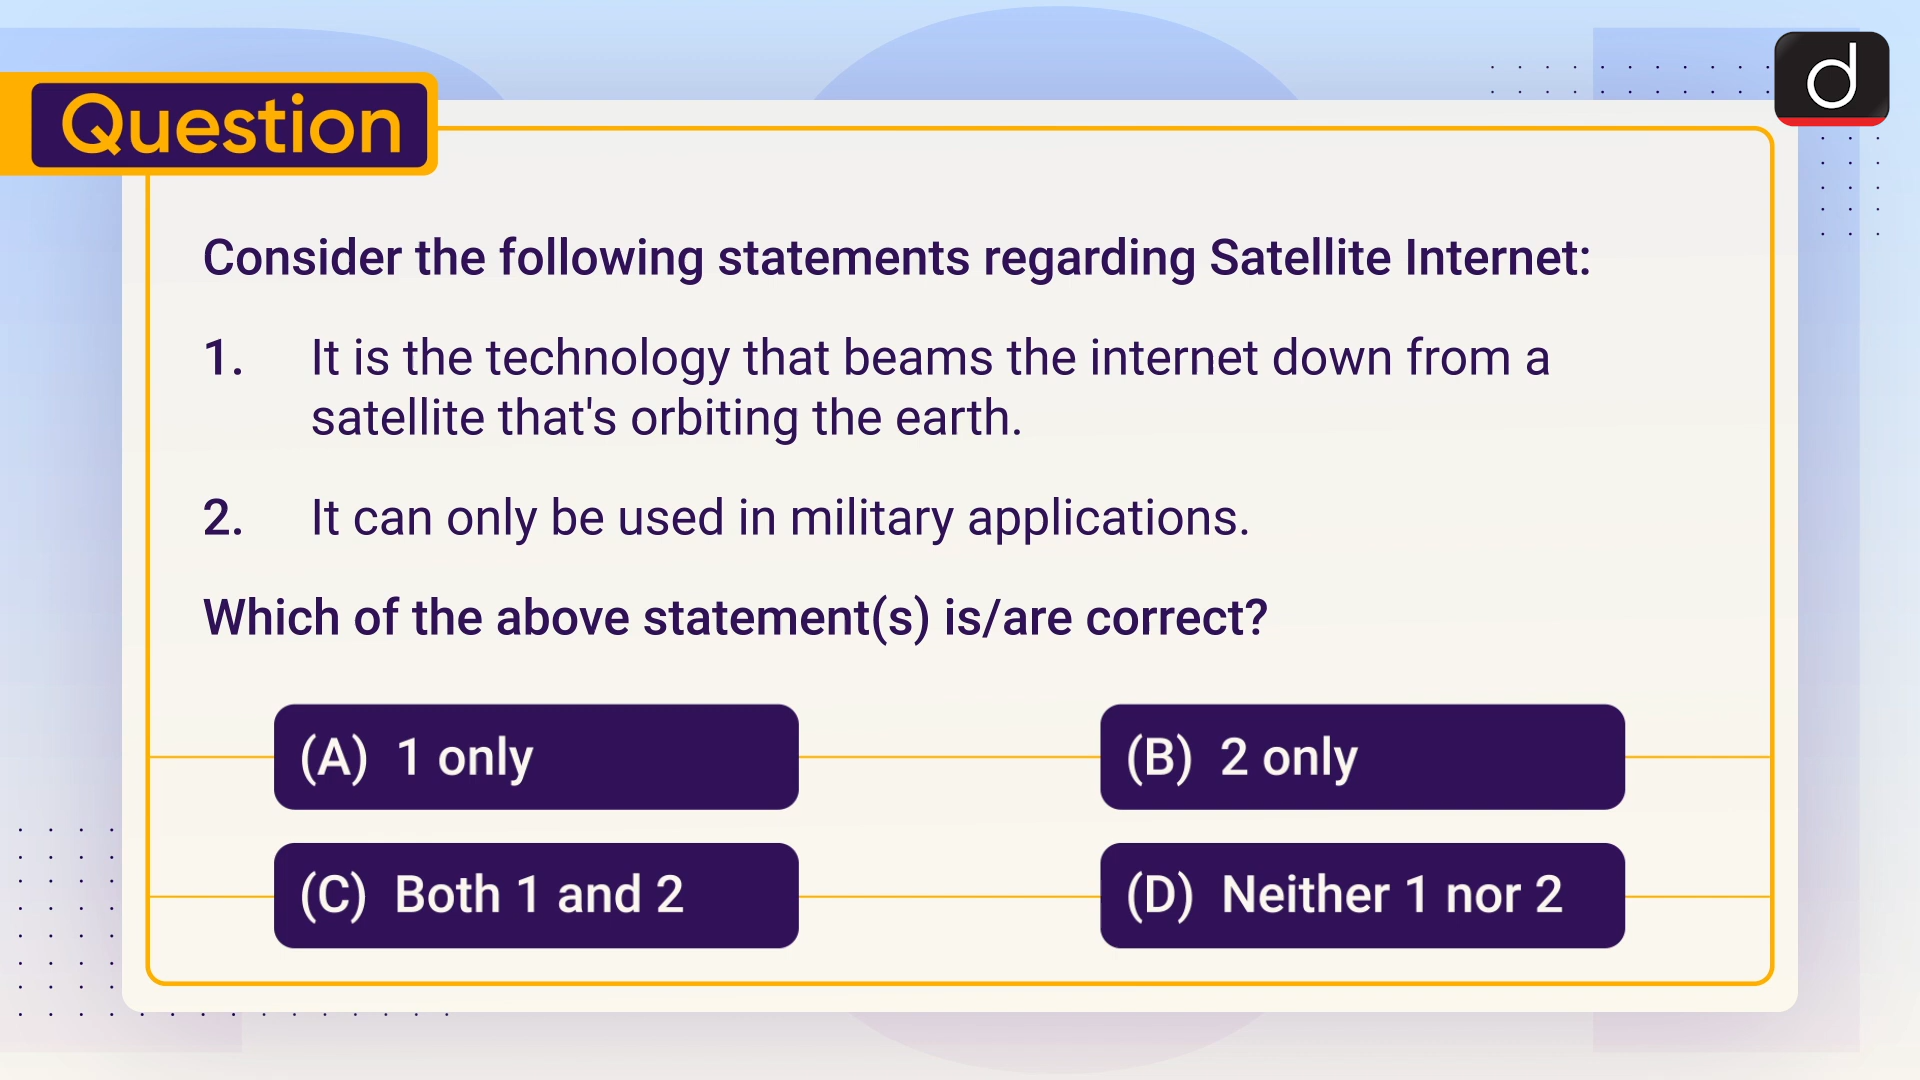 Question
d
Consider the following statements regarding Satellite Internet:
1. It is the technology that beams the internet down from a
satellite that's orbiting the earth.
2. It can only be used in military applications.
Which of the above statement(s) is/are correct?
(A) 1 only
(B) 2 only
(C) Both 1 and 2
(D) Neither 1 nor 2